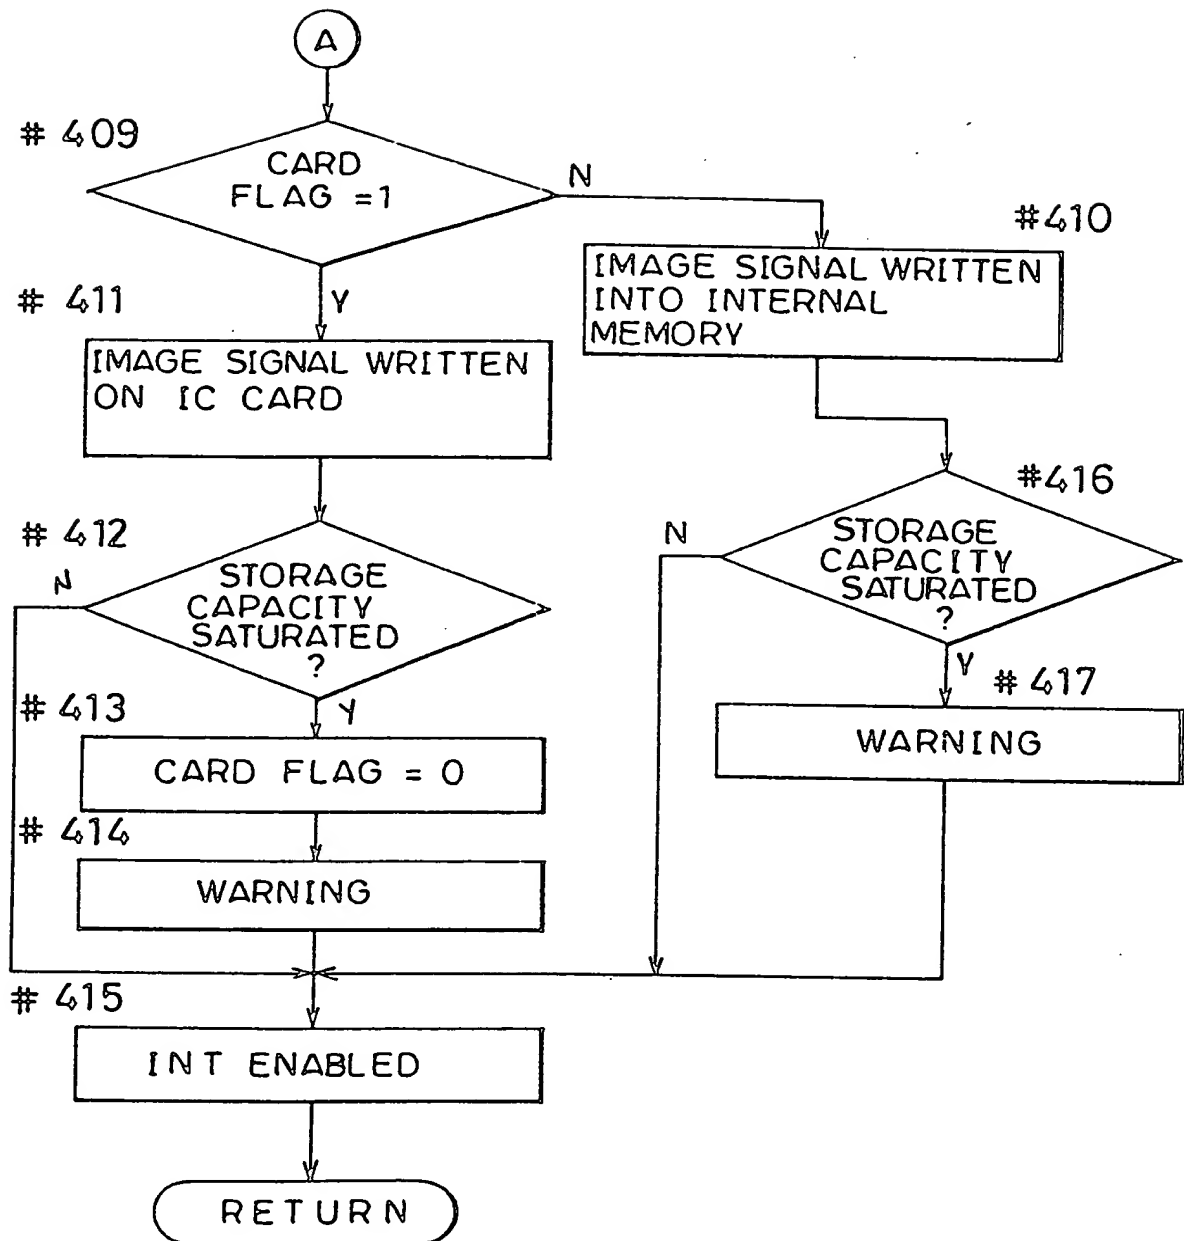 A
# 409
CARD
FLAG =1
N
#410
IMAGE SIGNAL WRITTEN
INTO INTERNAL
MEMORY
# 411
Y
IMAGE SIGNAL WRITTEN
ON IC CARD
#416
STORAGE
CAPACITY
SATURATED
?
N
Y
# 412
STORAGE
CAPACITY
SATURATED
?
N
Y
# 417
WARNING
# 413
CARD FLAG = 0
# 414
WARNING
# 415
INT ENABLED
RETURN